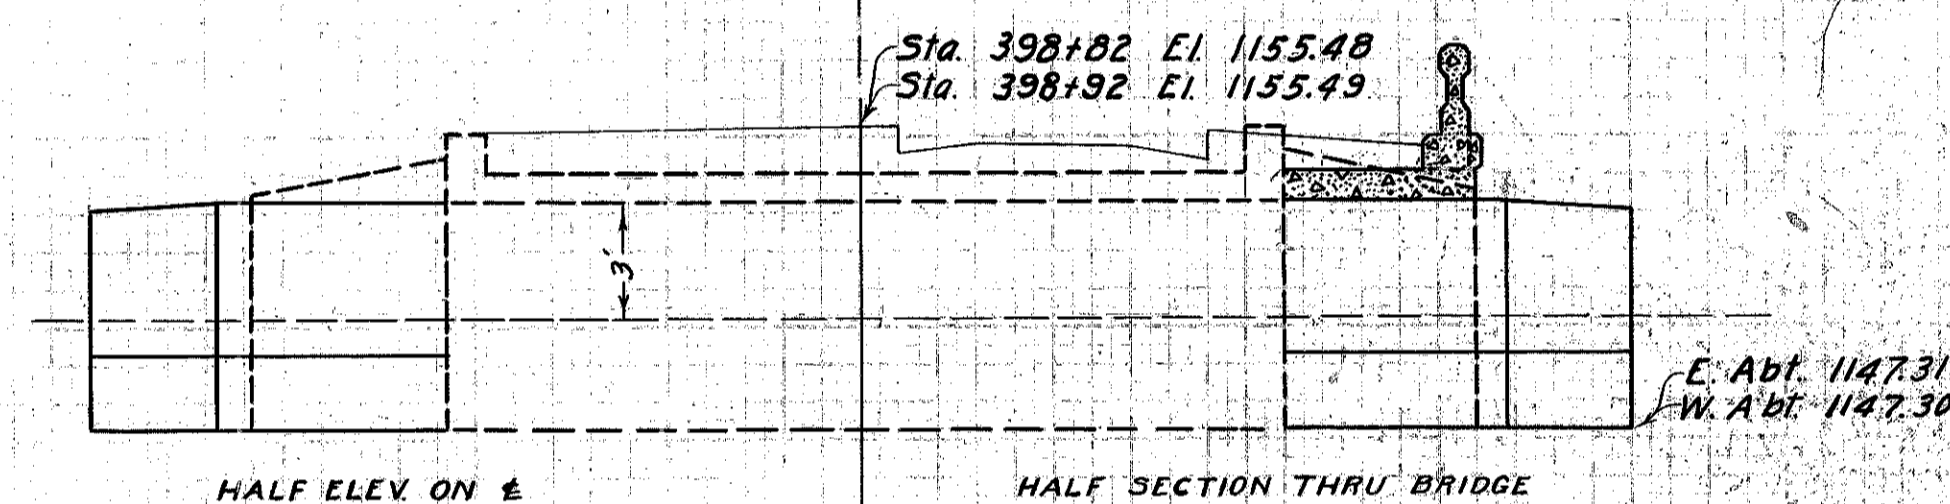 Sta. 398+82 El. 1155.48
Sta. 398+92 El. 1155.49
3'
E. Abt. 1147.31
W. Abt. 1147.30
HALF ELEV. ON ℄
HALF SECTION THRU BRIDGE